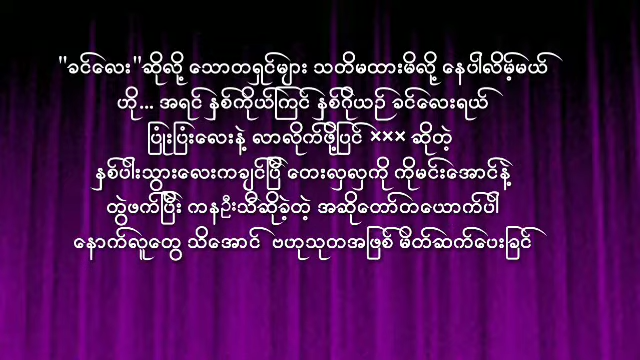 "ခင်လေး"ဆိုလို့ သောတရှင်များ သတိမထားမိလို့ နေပါလိမ့်မယ်
ဟို... အရင် နှစ်ကိုယ်ကြင် နှစ်ဂိုယဉ် ခင်လေးရယ်
ပြုံးပြုံးလေးနဲ့ လာလိုက်ဖို့ပြင် ××× ဆိုတဲ့
နှစ်ပါးသွားလေးကချင်ပြီ တေးလှလှကို ကိုမင်းအောင်နဲ့
တွဲဖက်ပြီး ကနဦးသီဆိုခဲ့တဲ့ အဆိုတော်တယောက်ပါ
နောက်လူတွေ သိအောင် ဗဟုသုတအဖြစ် မိတ်ဆက်ပေးခြင်